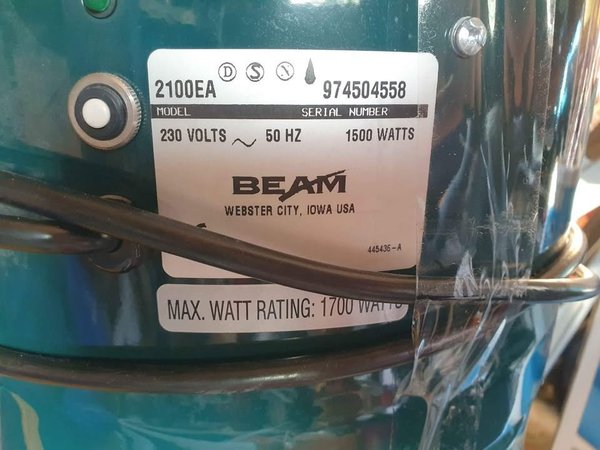 D S N
2100EA 974504558
MODEL SERIAL NUMBER
230 VOLTS ~ 50 HZ 1500 WATTS
BEAM
WEBSTER CITY, IOWA USA
445436-A
MAX. WATT RATING: 1700 WATTS